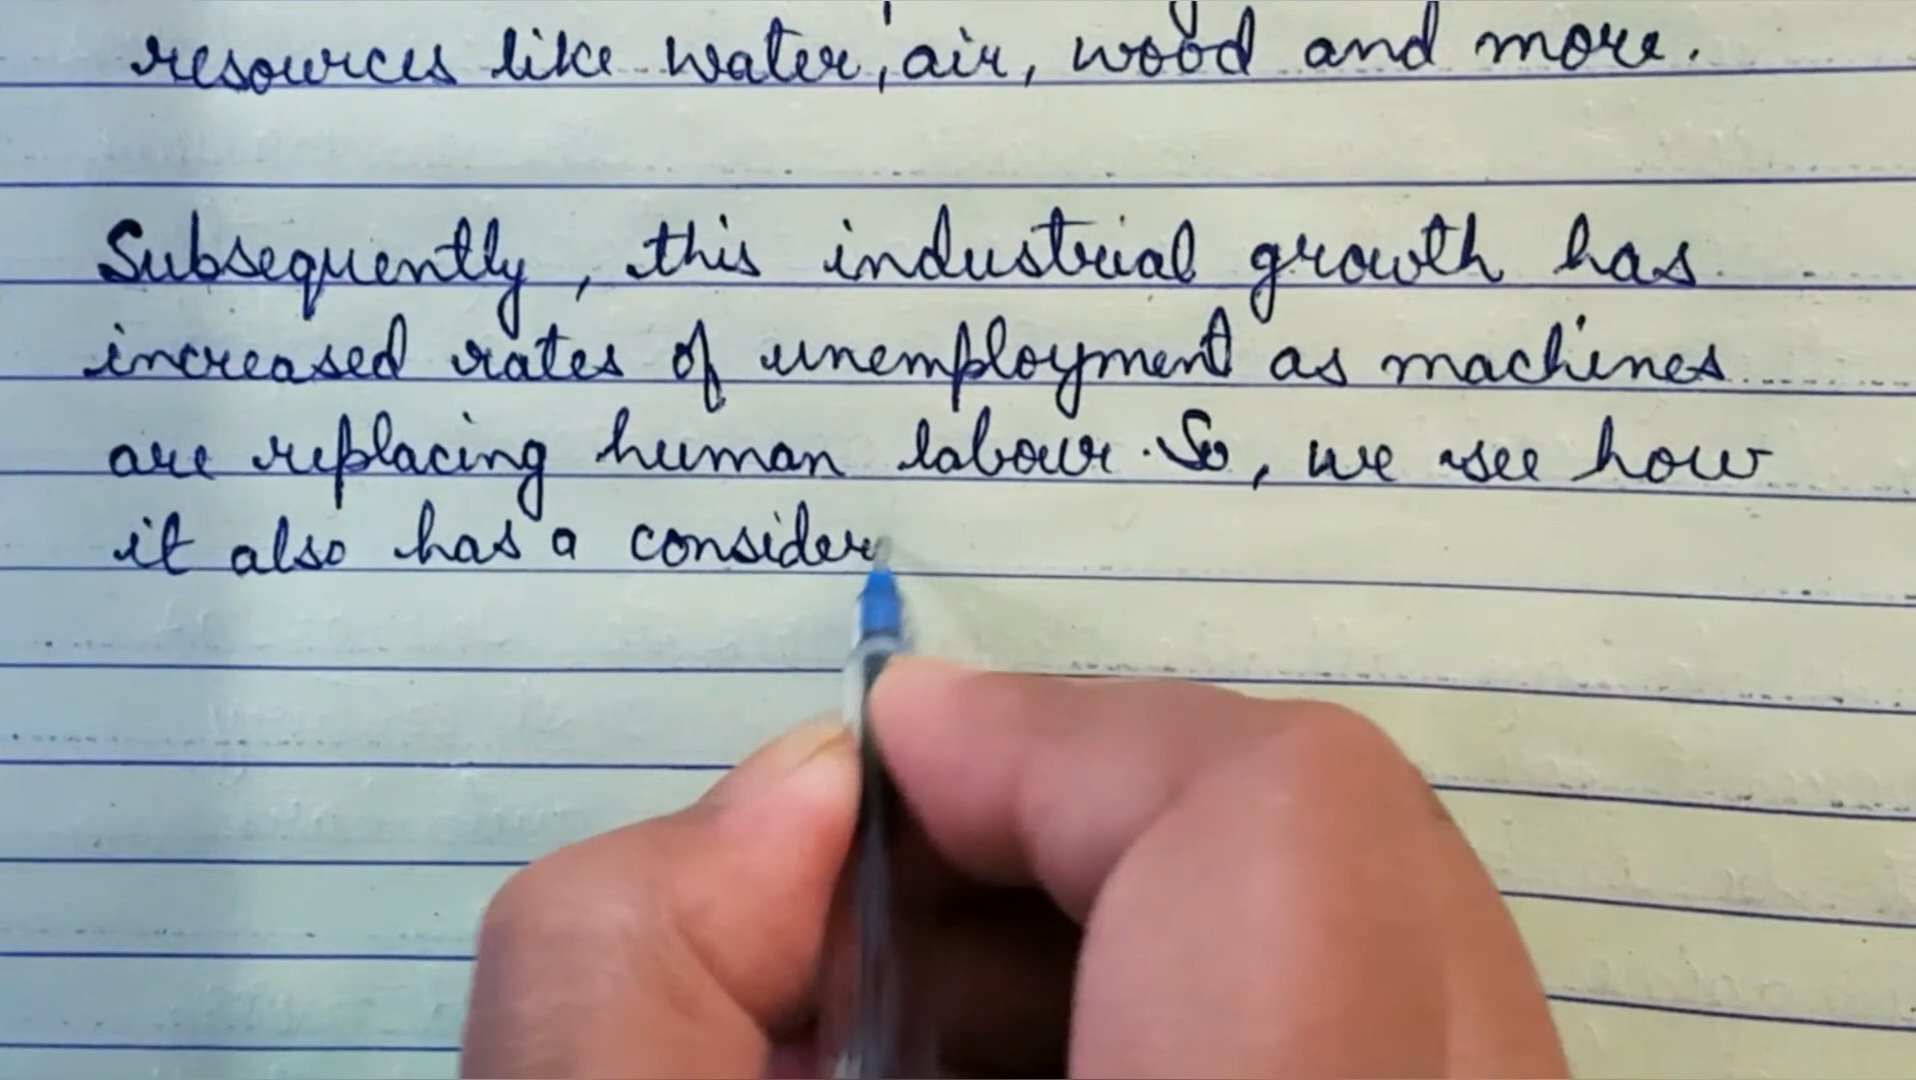 resources like water, air, wood and more.
Subsequently, this industrial growth has
increased rates of unemployment as machines
are replacing human labour. So, we see how
it also has a consider